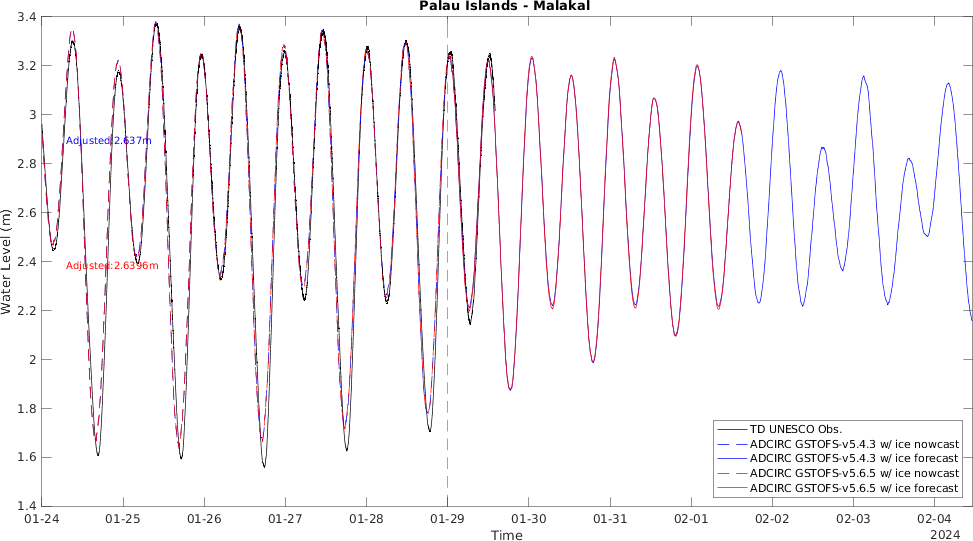 Palau Islands - Malakal
3.4
3.2
3
2.8
2.6
2.4
2.2
2
1.8
1.6
1.4
Water Level (m)
Adjusted:2.637m
Adjusted:2.6396m
TD UNESCO Obs.
ADCIRC GSTOFS-v5.4.3 w/ ice nowcast
ADCIRC GSTOFS-v5.4.3 w/ ice forecast
ADCIRC GSTOFS-v5.6.5 w/ ice nowcast
ADCIRC GSTOFS-v5.6.5 w/ ice forecast
01-24 01-25 01-26 01-27 01-28 01-29 01-30 01-31 02-01 02-02 02-03 02-04
Time 2024